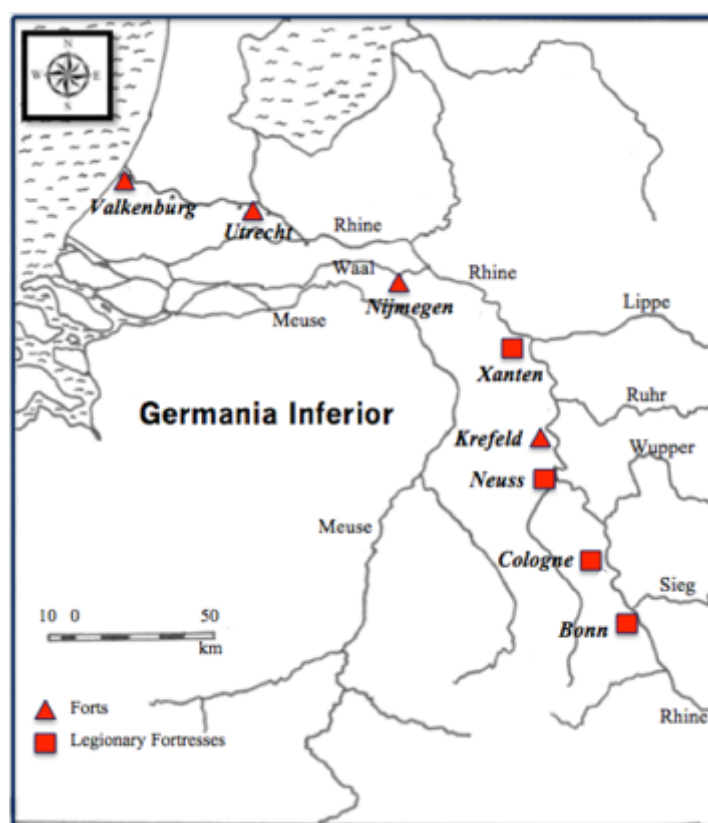 N
W E
S
Valkenburg
Utrecht
Rhine
Waal
Rhine
Nijmegen
Lippe
Meuse
Xanten
Germania Inferior
Ruhr
Krefeld
Wupper
Neuss
Meuse
Cologne
Sieg
10 0 50
km
Bonn
Forts
Rhine
Legionary Fortresses